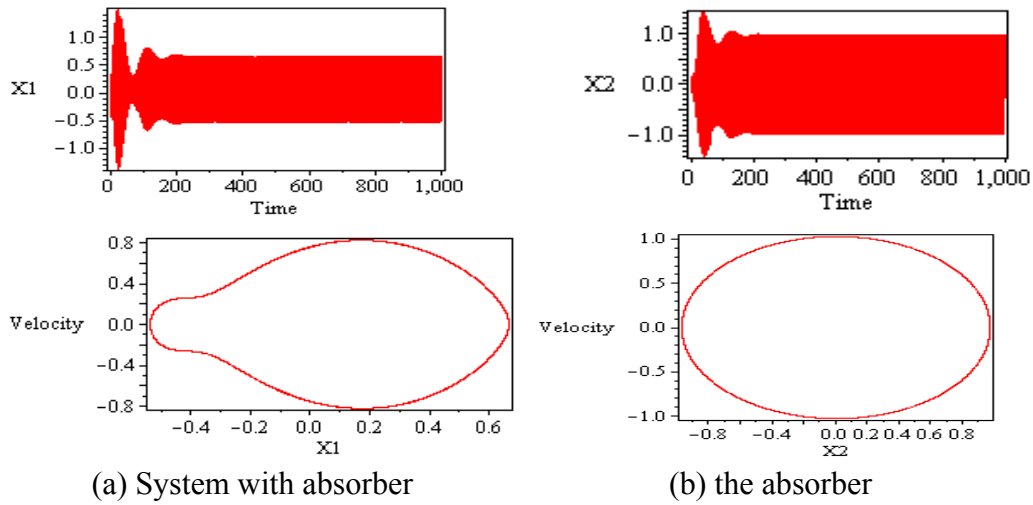 1.0
0.5
X1 0.0
-0.5
-1.0
0 200 400 600 800 1,000
Time
1.0
X2 0.0
-1.0
0 200 400 600 800 1,000
Time
0.8
0.4
Velocity 0.0
-0.4
-0.8
-0.4 -0.2 0.0 0.2 0.4 0.6
X1
1.0
0.5
Velocity 0.0
-0.5
-1.0
-0.8 -0.4 0.0 0.2 0.4 0.6 0.8
X2
(a) System with absorber (b) the absorber